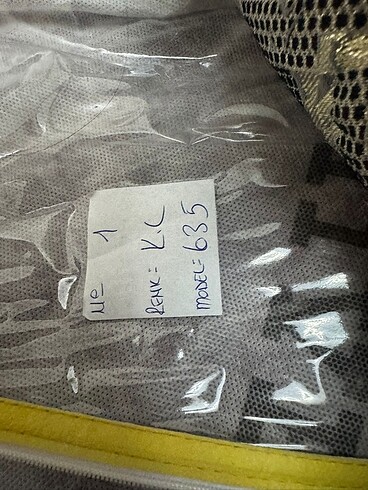 Nº 1
RENK= K.C
MODEL= 635